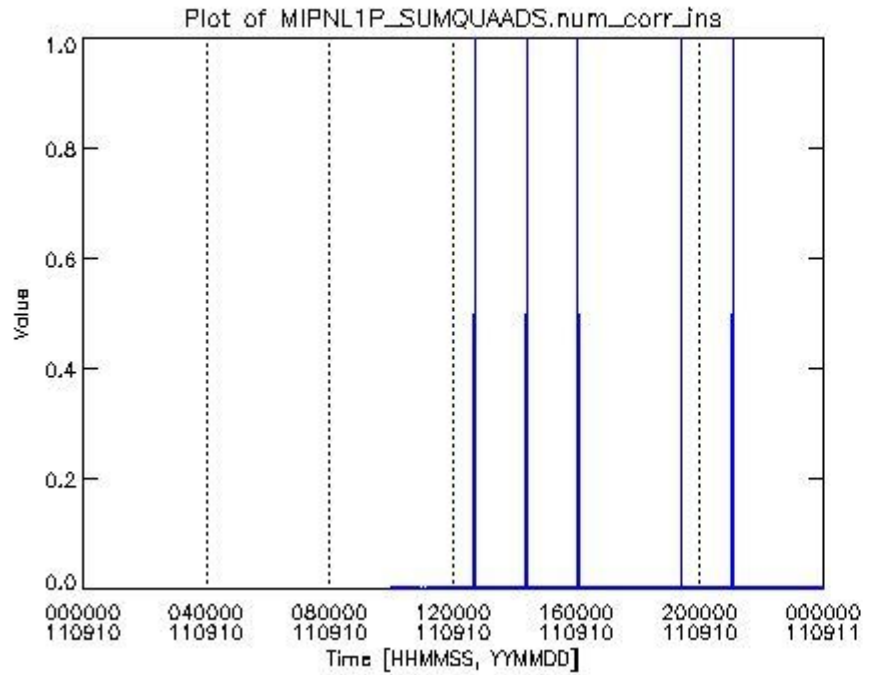 Plot of MIPNL1P_SUMQUAADS.num_corr_ins
1.0
0.8
0.6
0.4
0.2
0.0
Value
000000 040000 080000 120000 160000 200000 000000
110910 110910 110910 110910 110910 110910 110911
Time [HHMMSS, YYMMDD]